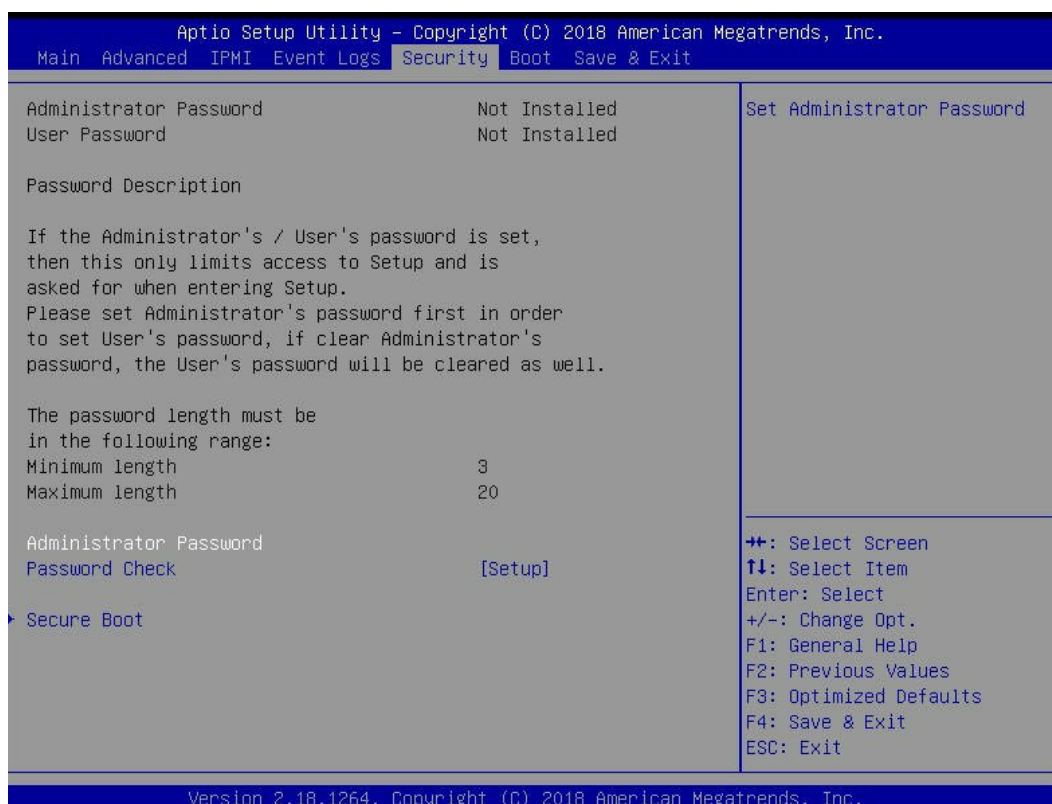 Aptio Setup Utility – Copyright (C) 2018 American Megatrends, Inc.
Main Advanced IPMI Event Logs Security Boot Save & Exit
Administrator Password Not Installed
User Password Not Installed
Password Description
If the Administrator's / User's password is set,
then this only limits access to Setup and is
asked for when entering Setup.
Please set Administrator's password first in order
to set User's password, if clear Administrator's
password, the User's password will be cleared as well.
The password length must be
in the following range:
Minimum length 3
Maximum length 20
Administrator Password
Password Check [Setup]
Secure Boot
Set Administrator Password
→←: Select Screen
↑↓: Select Item
Enter: Select
+/-: Change Opt.
F1: General Help
F2: Previous Values
F3: Optimized Defaults
F4: Save & Exit
ESC: Exit
Version 2.18.1264. Copyright (C) 2018 American Megatrends, Inc.